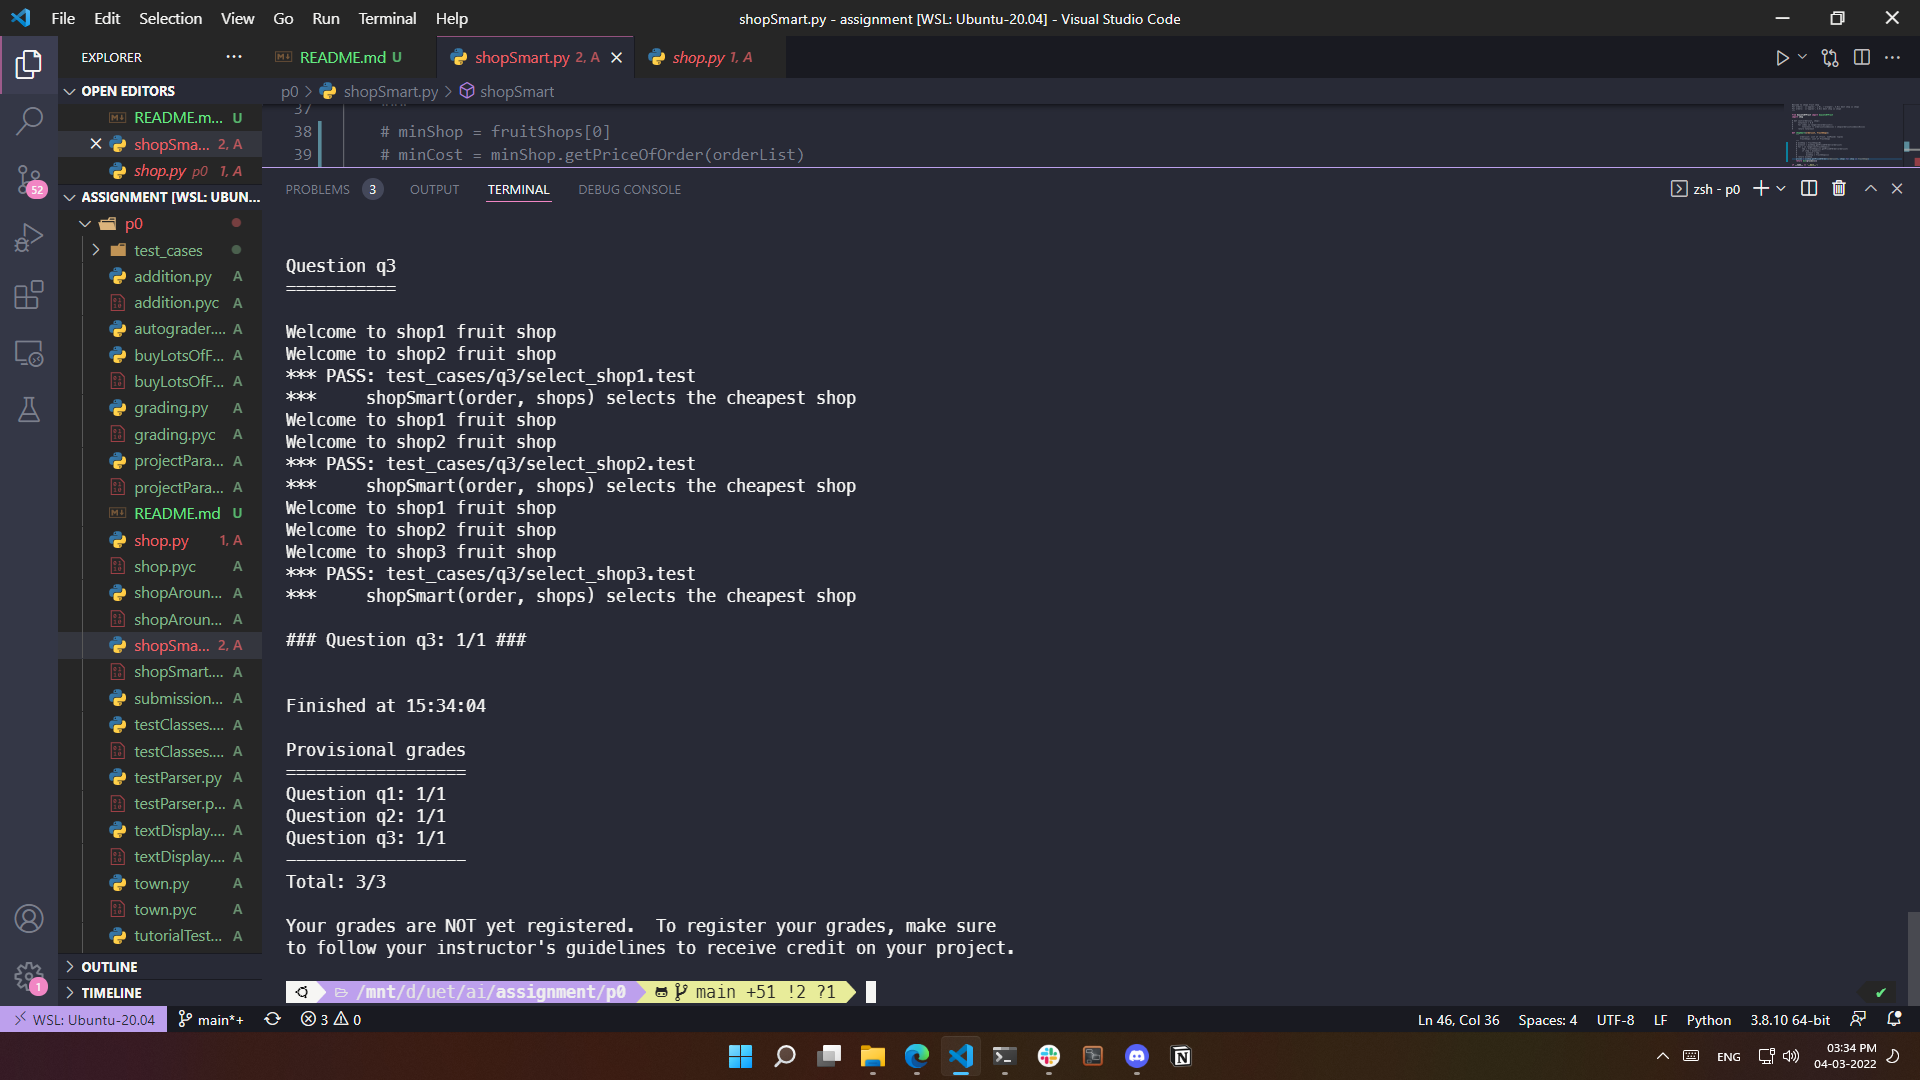 File Edit Selection View Go Run Terminal Help
shopSmart.py - assignment [WSL: Ubuntu-20.04] - Visual Studio Code
EXPLORER
README.md U
shopSmart.py 2, A
shop.py 1, A
OPEN EDITORS
README.m... U
shopSma... 2, A
shop.py p0 1, A
ASSIGNMENT [WSL: UBUN...
p0
test_cases
addition.py A
addition.pyc A
autograder.... A
buyLotsOfF... A
buyLotsOfF... A
grading.py A
grading.pyc A
projectPara... A
projectPara... A
README.md U
shop.py 1, A
shop.pyc A
shopAroun... A
shopAroun... A
shopSma... 2, A
shopSmart.... A
submission... A
testClasses.... A
testClasses.... A
testParser.py A
testParser.p... A
textDisplay.... A
textDisplay.... A
town.py A
town.pyc A
tutorialTest... A
OUTLINE
TIMELINE
52
1
p0 > shopSmart.py > shopSmart
37 ###
38 # minShop = fruitShops[0]
39 # minCost = minShop.getPriceOfOrder(orderList)
PROBLEMS 3 OUTPUT TERMINAL DEBUG CONSOLE
zsh - p0
Question q3
===========
Welcome to shop1 fruit shop
Welcome to shop2 fruit shop
*** PASS: test_cases/q3/select_shop1.test
***     shopSmart(order, shops) selects the cheapest shop
Welcome to shop1 fruit shop
Welcome to shop2 fruit shop
*** PASS: test_cases/q3/select_shop2.test
***     shopSmart(order, shops) selects the cheapest shop
Welcome to shop1 fruit shop
Welcome to shop2 fruit shop
Welcome to shop3 fruit shop
*** PASS: test_cases/q3/select_shop3.test
***     shopSmart(order, shops) selects the cheapest shop
### Question q3: 1/1 ###
Finished at 15:34:04
Provisional grades
==================
Question q1: 1/1
Question q2: 1/1
Question q3: 1/1
------------------
Total: 3/3
Your grades are NOT yet registered.  To register your grades, make sure
to follow your instructor's guidelines to receive credit on your project.
/mnt/d/uet/ai/assignment/p0 main +51 !2 ?1
WSL: Ubuntu-20.04 main*+ 3 0
Ln 46, Col 36 Spaces: 4 UTF-8 LF Python 3.8.10 64-bit
ENG
03:34 PM
04-03-2022